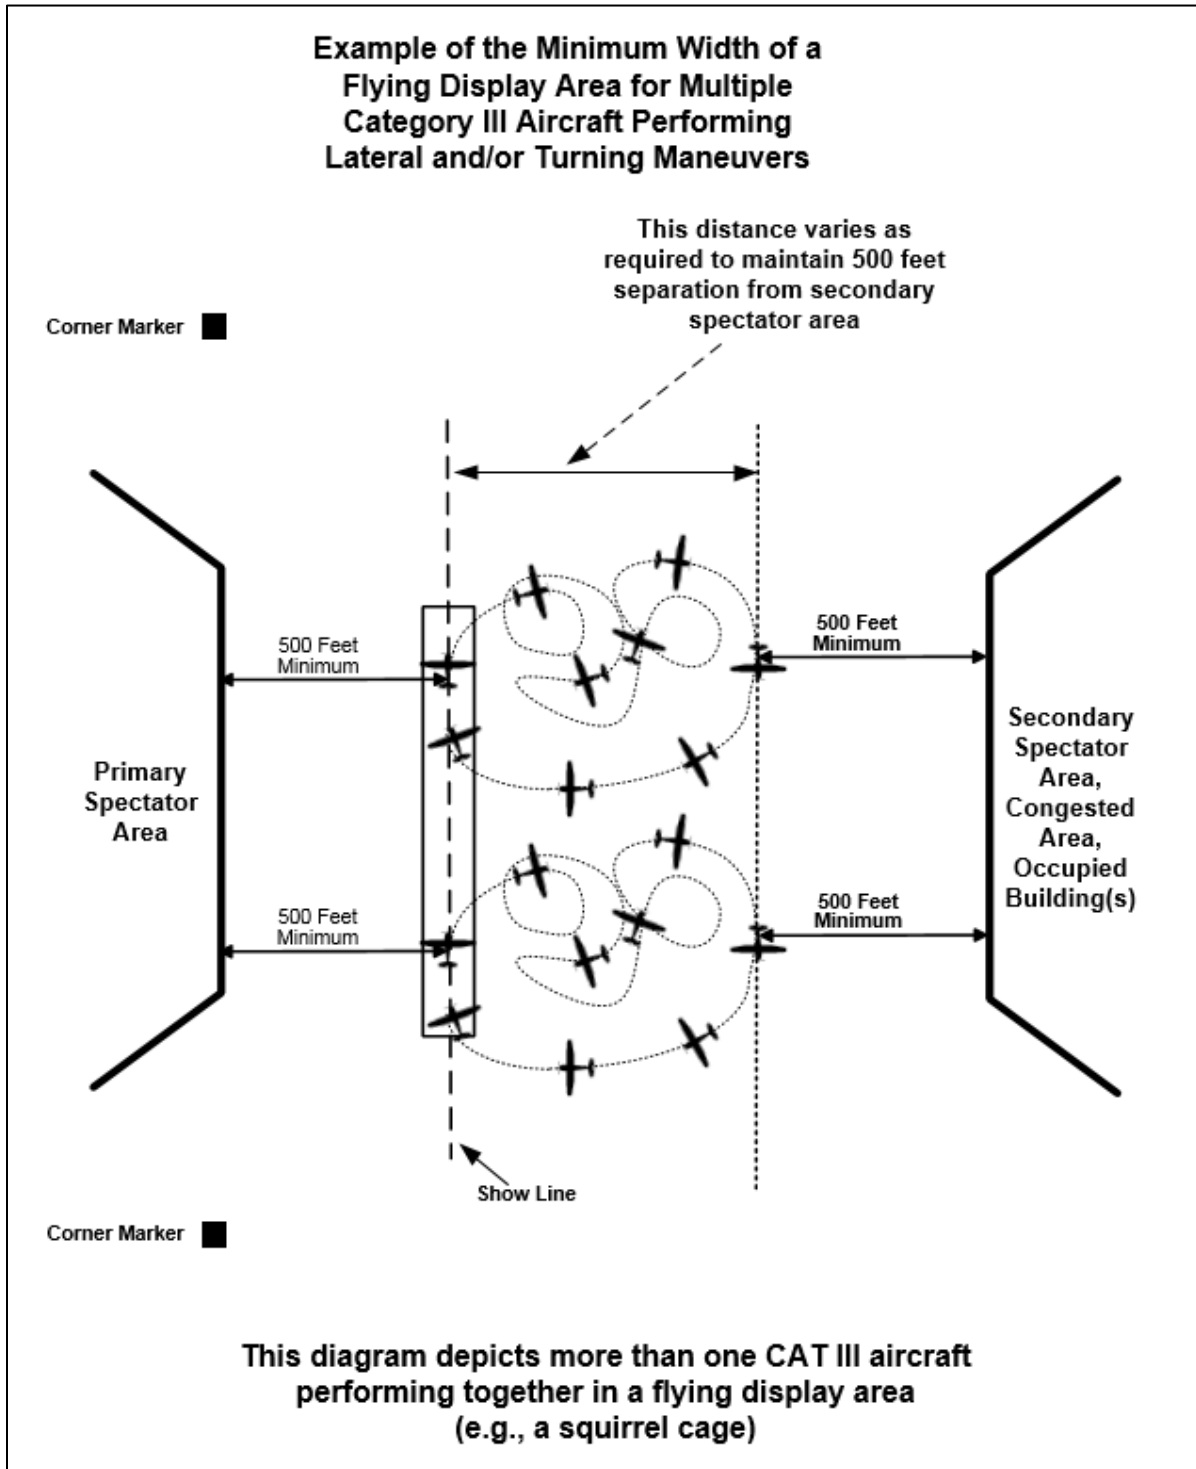 Example of the Minimum Width of a
Flying Display Area for Multiple
Category III Aircraft Performing
Lateral and/or Turning Maneuvers
This distance varies as
required to maintain 500 feet
separation from secondary
spectator area
Corner Marker
500 Feet
Minimum
500 Feet
Minimum
Primary
Spectator
Area
Secondary
Spectator
Area,
Congested
Area,
Occupied
Building(s)
500 Feet
Minimum
500 Feet
Minimum
Show Line
Corner Marker
This diagram depicts more than one CAT III aircraft
performing together in a flying display area
(e.g., a squirrel cage)